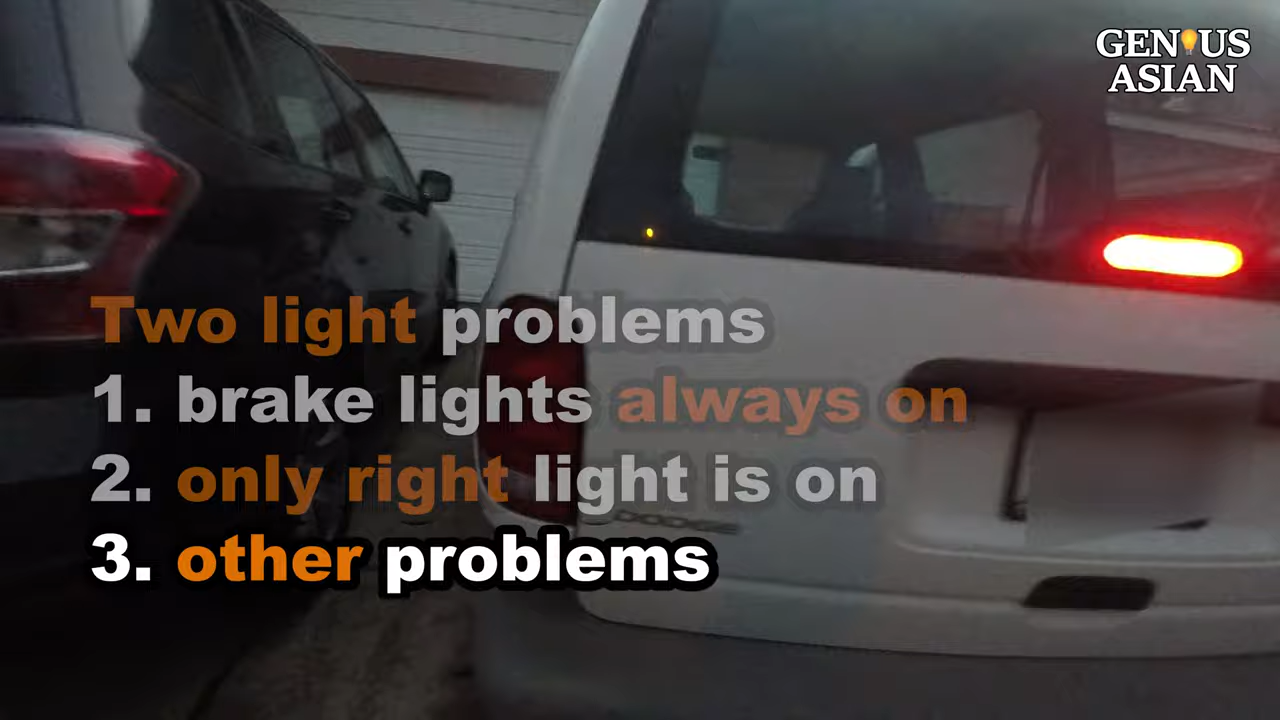 GENIUS
ASIAN
Two light problems
1. brake lights always on
2. only right light is on
3. other problems
DODGE